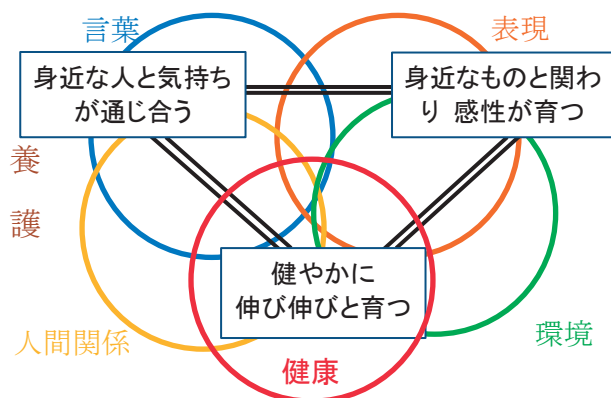 言葉
表現
身近な人と気持ち
が通じ合う
身近なものと関わ
り 感性が育つ
養
護
健やかに
伸び伸びと育つ
人間関係
環境
健康